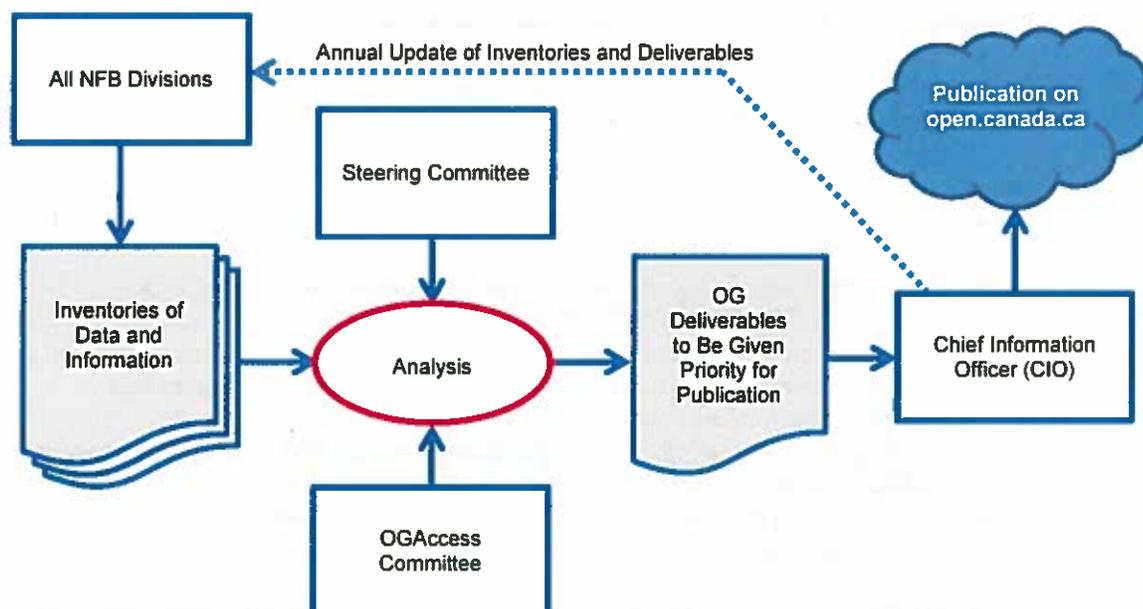 All NFB Divisions
Annual Update of Inventories and Deliverables
Publication on
open.canada.ca
Steering Committee
Inventories of
Data and
Information
Analysis
OG
Deliverables
to Be Given
Priority for
Publication
Chief Information
Officer (CIO)
OGAccess
Committee